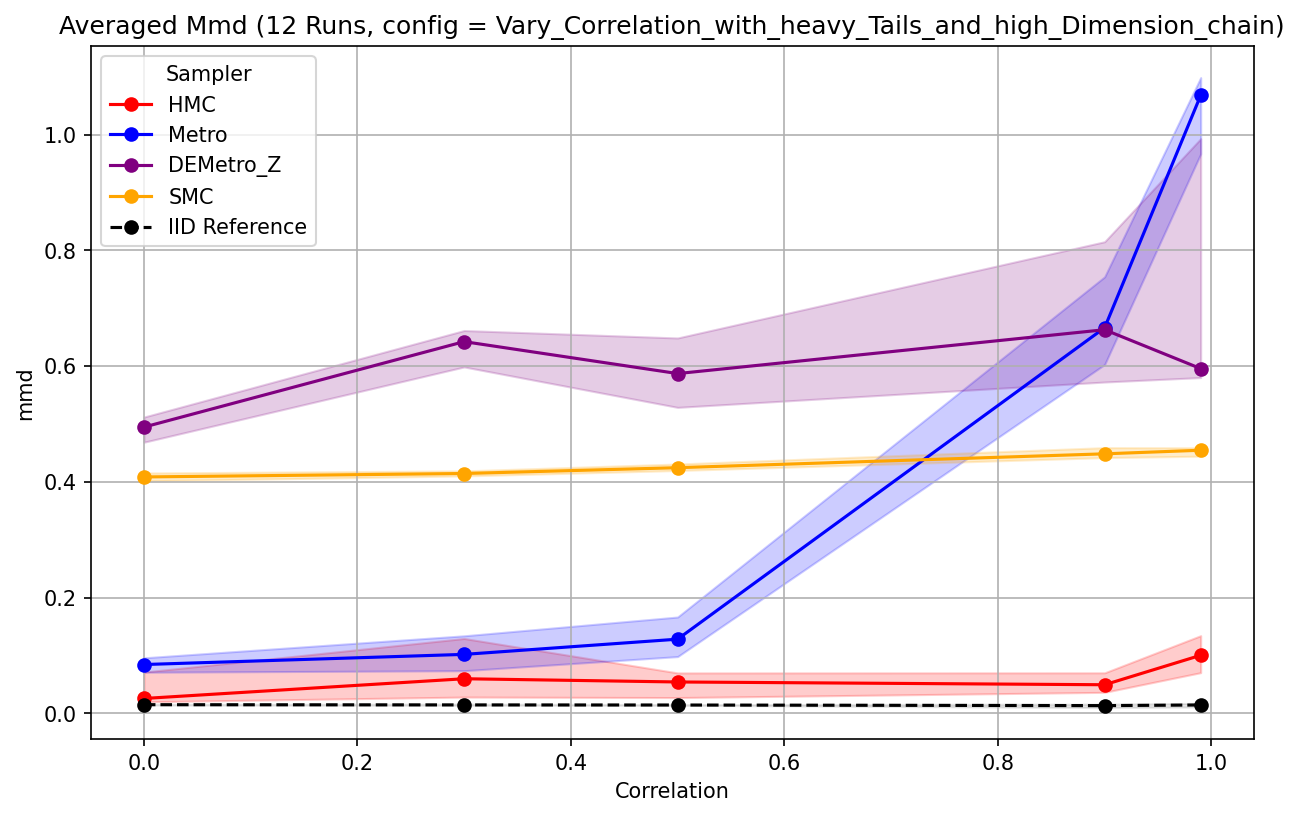 Averaged Mmd (12 Runs, config = Vary_Correlation_with_heavy_Tails_and_high_Dimension_chain)
Sampler
HMC
Metro
DEMetro_Z
SMC
IID Reference
mmd
1.0
0.8
0.6
0.4
0.2
0.0
0.0 0.2 0.4 0.6 0.8 1.0
Correlation